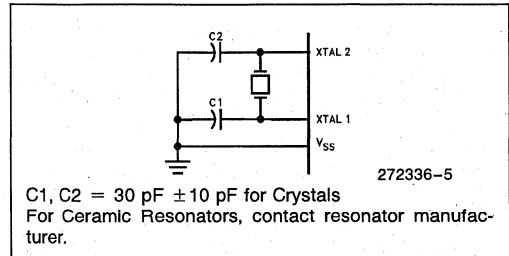 C2
XTAL 2
C1
XTAL 1
VSS
272336-5
C1, C2 = 30 pF ±10 pF for Crystals
For Ceramic Resonators, contact resonator manufac-
turer.